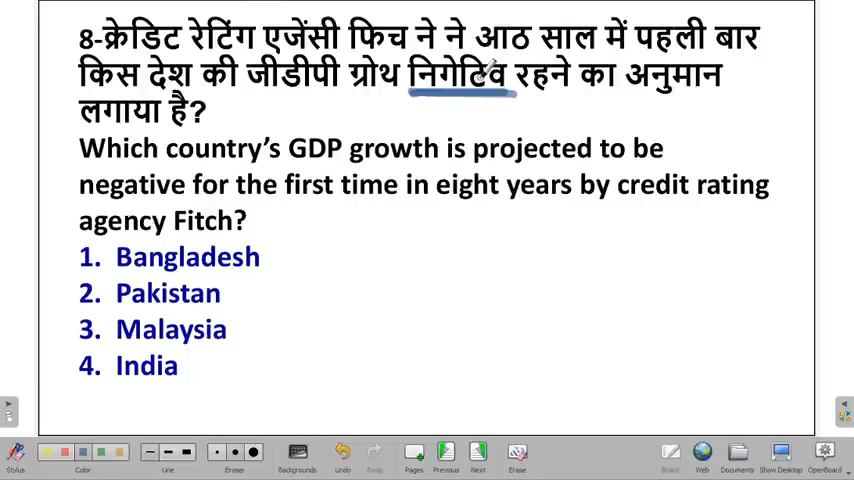 8-क्रेडिट रेटिंग एजेंसी फिच ने ने आठ साल में पहली बार
किस देश की जीडीपी ग्रोथ निगेटिव रहने का अनुमान
लगाया है?
Which country’s GDP growth is projected to be
negative for the first time in eight years by credit rating
agency Fitch?
1. Bangladesh
2. Pakistan
3. Malaysia
4. India
Stylus Color Line Eraser Backgrounds Undo Redo Pages Previous Next Erase Board Web Documents Show Desktop OpenBoard